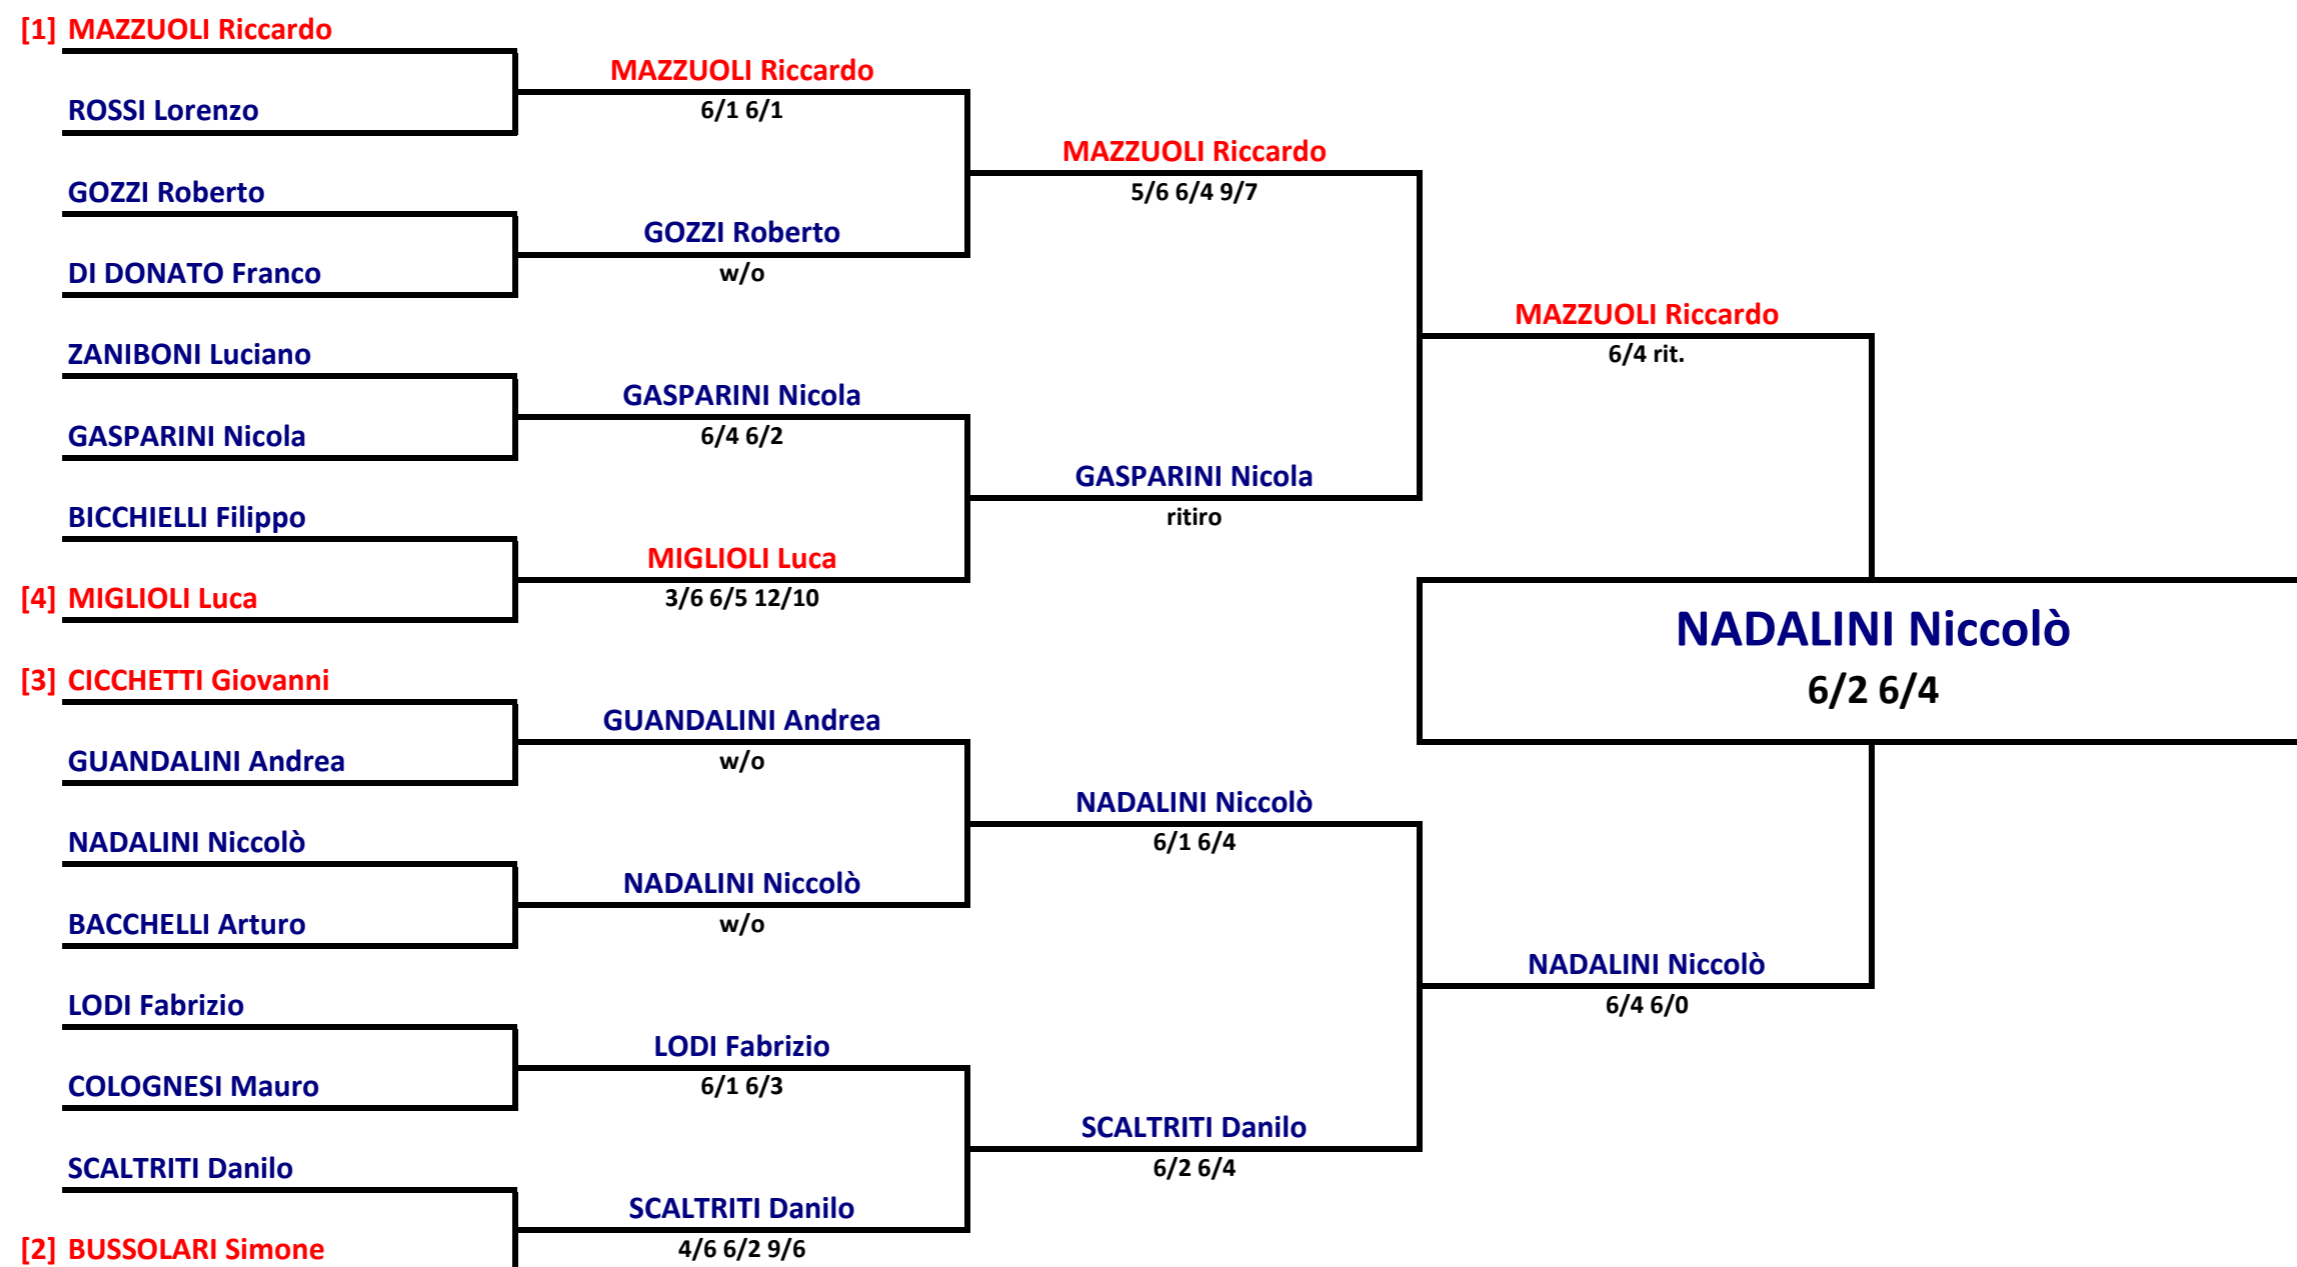 [1] MAZZUOLI Riccardo
MAZZUOLI Riccardo
ROSSI Lorenzo
6/1 6/1
MAZZUOLI Riccardo
GOZZI Roberto
5/6 6/4 9/7
GOZZI Roberto
DI DONATO Franco
w/o
MAZZUOLI Riccardo
ZANIBONI Luciano
6/4 rit.
GASPARINI Nicola
GASPARINI Nicola
6/4 6/2
GASPARINI Nicola
BICCHIELLI Filippo
ritiro
MIGLIOLI Luca
[4] MIGLIOLI Luca
3/6 6/5 12/10
NADALINI Niccolò
6/2 6/4
[3] CICCHETTI Giovanni
GUANDALINI Andrea
GUANDALINI Andrea
w/o
NADALINI Niccolò
NADALINI Niccolò
6/1 6/4
NADALINI Niccolò
BACCHELLI Arturo
w/o
NADALINI Niccolò
LODI Fabrizio
6/4 6/0
LODI Fabrizio
COLOGNESI Mauro
6/1 6/3
SCALTRITI Danilo
SCALTRITI Danilo
6/2 6/4
SCALTRITI Danilo
[2] BUSSOLARI Simone
4/6 6/2 9/6